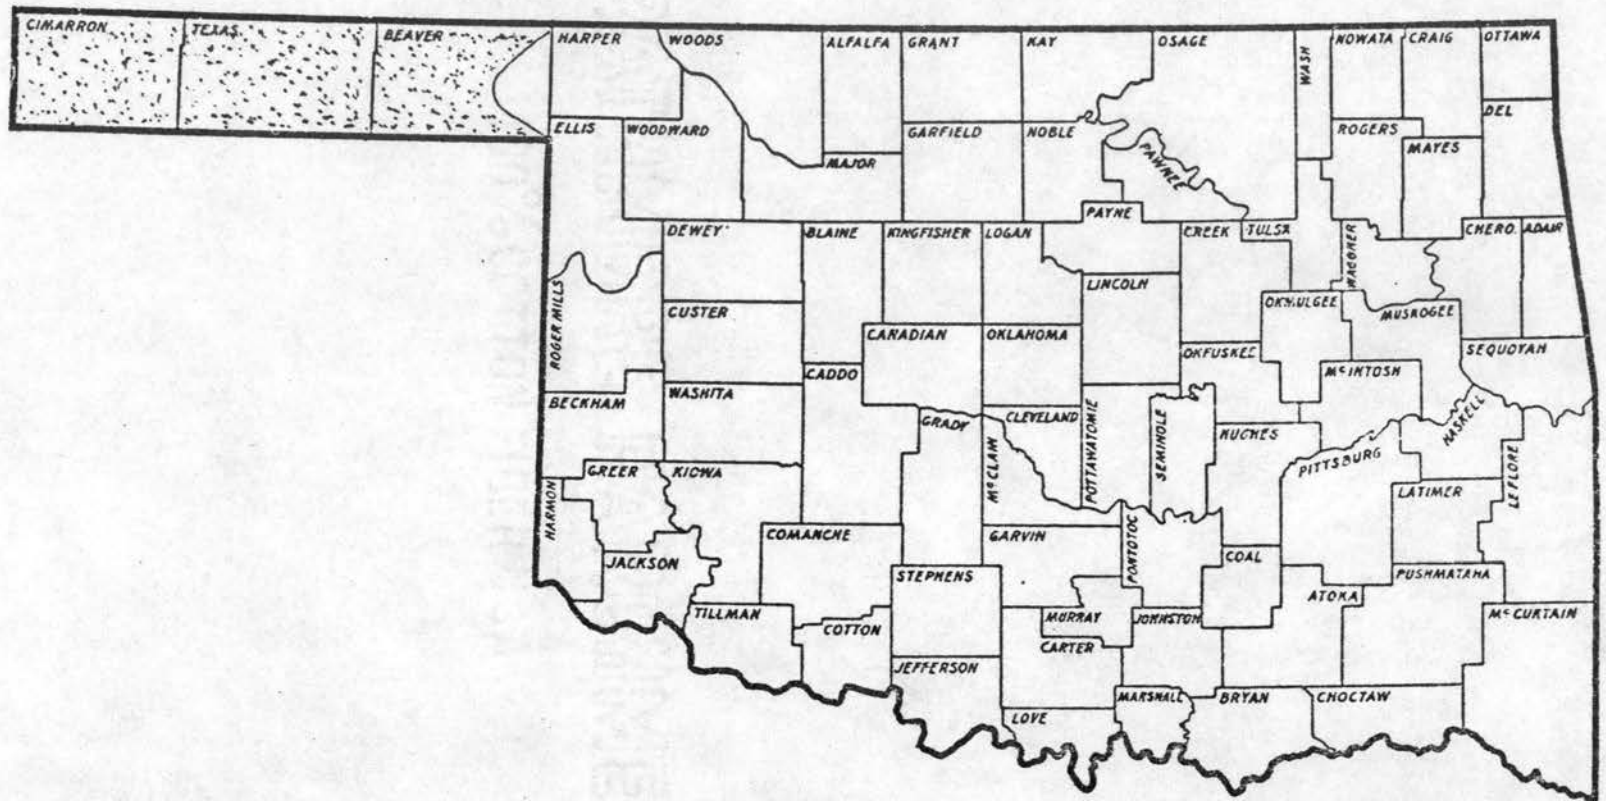 CIMARRON
TEXAS
BEAVER
HARPER
WOODS
ALFALFA
GRANT
KAY
OSAGE
WASH
NOWATA
CRAIG
OTTAWA
ELLIS
WOODWARD
MAJOR
GARFIELD
NOBLE
PAWNEE
ROGERS
MAYES
DEL
DEWEY
BLAINE
KINGFISHER
LOGAN
PAYNE
CREEK
TULSA
WAGONER
CHERO.
ADAIR
ROGER MILLS
CUSTER
CANADIAN
OKLAHOMA
LINCOLN
OKMULGEE
MUSKOGEE
SEQUOYAH
BECKHAM
WASHITA
CADDO
GRADY
McCLAIN
CLEVELAND
POTTAWATOMIE
SEMINOLE
OKFUSKEE
HUGHES
McINTOSH
PITTSBURG
HASKELL
LE FLORE
HARMON
GREER
KIOWA
COMANCHE
GARVIN
PONTOTOC
COAL
LATIMER
JACKSON
STEPHENS
ATOKA
PUSHMATAHA
TILLMAN
COTTON
MURRAY
JOHNSTON
McCURTAIN
JEFFERSON
CARTER
LOVE
MARSHALL
BRYAN
CHOCTAW